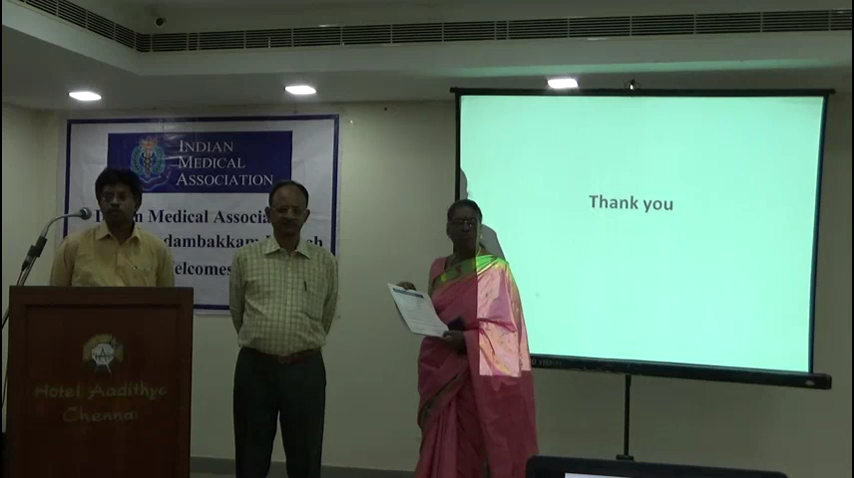 INDIAN
MEDICAL
ASSOCIATION
n Medical Associa
dambakkam
elcomes
Thank you
Hotel Aadithya
Chennai